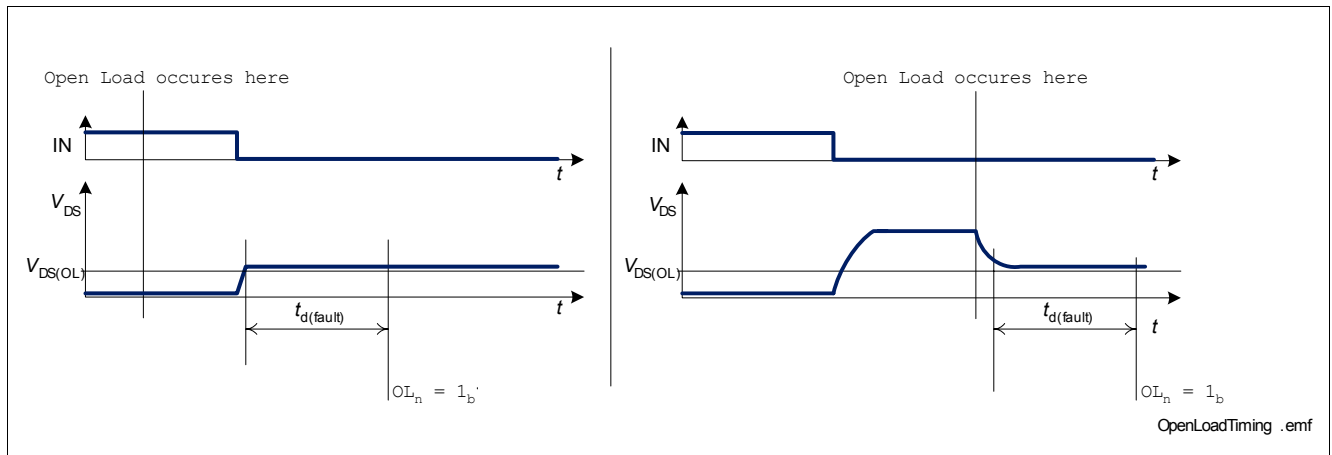 Open Load occures here
IN
t
VDS
VDS(OL)
t
td(fault)
OLn = 1b.
Open Load occures here
IN
t
VDS
VDS(OL)
t
td(fault)
OLn = 1b
OpenLoadTiming .emf